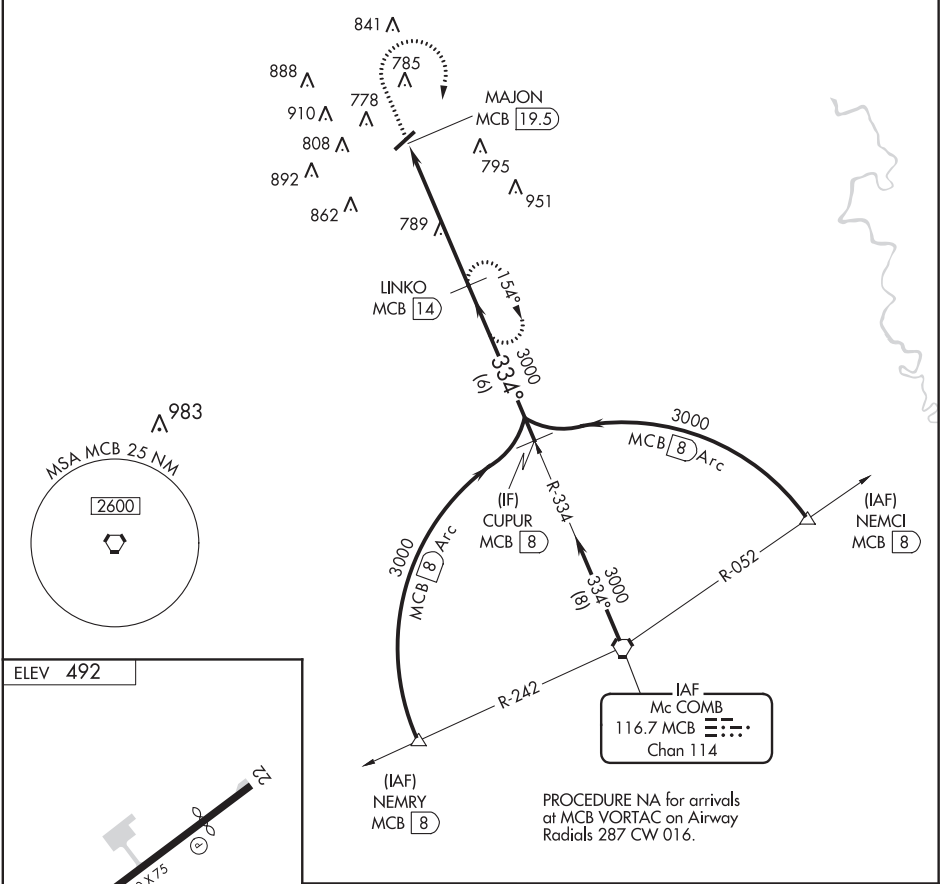 841
888
785
910
778
MAJON
MCB 19.5
808
795
892
951
862
789
LINKO
MCB 14
154°
3000
334°
(6)
983
MSA MCB 25 NM
2600
3000
MCB 8 Arc
3000
MCB 8 Arc
(IF)
CUPUR
MCB 8
R-334
(IAF)
NEMCI
MCB 8
R-052
3000
334°
(8)
ELEV 492
R-242
IAF
Mc COMB
116.7 MCB
Chan 114
(IAF)
NEMRY
MCB 8
PROCEDURE NA for arrivals
at MCB VORTAC on Airway
Radials 287 CW 016.
22
P
X 75